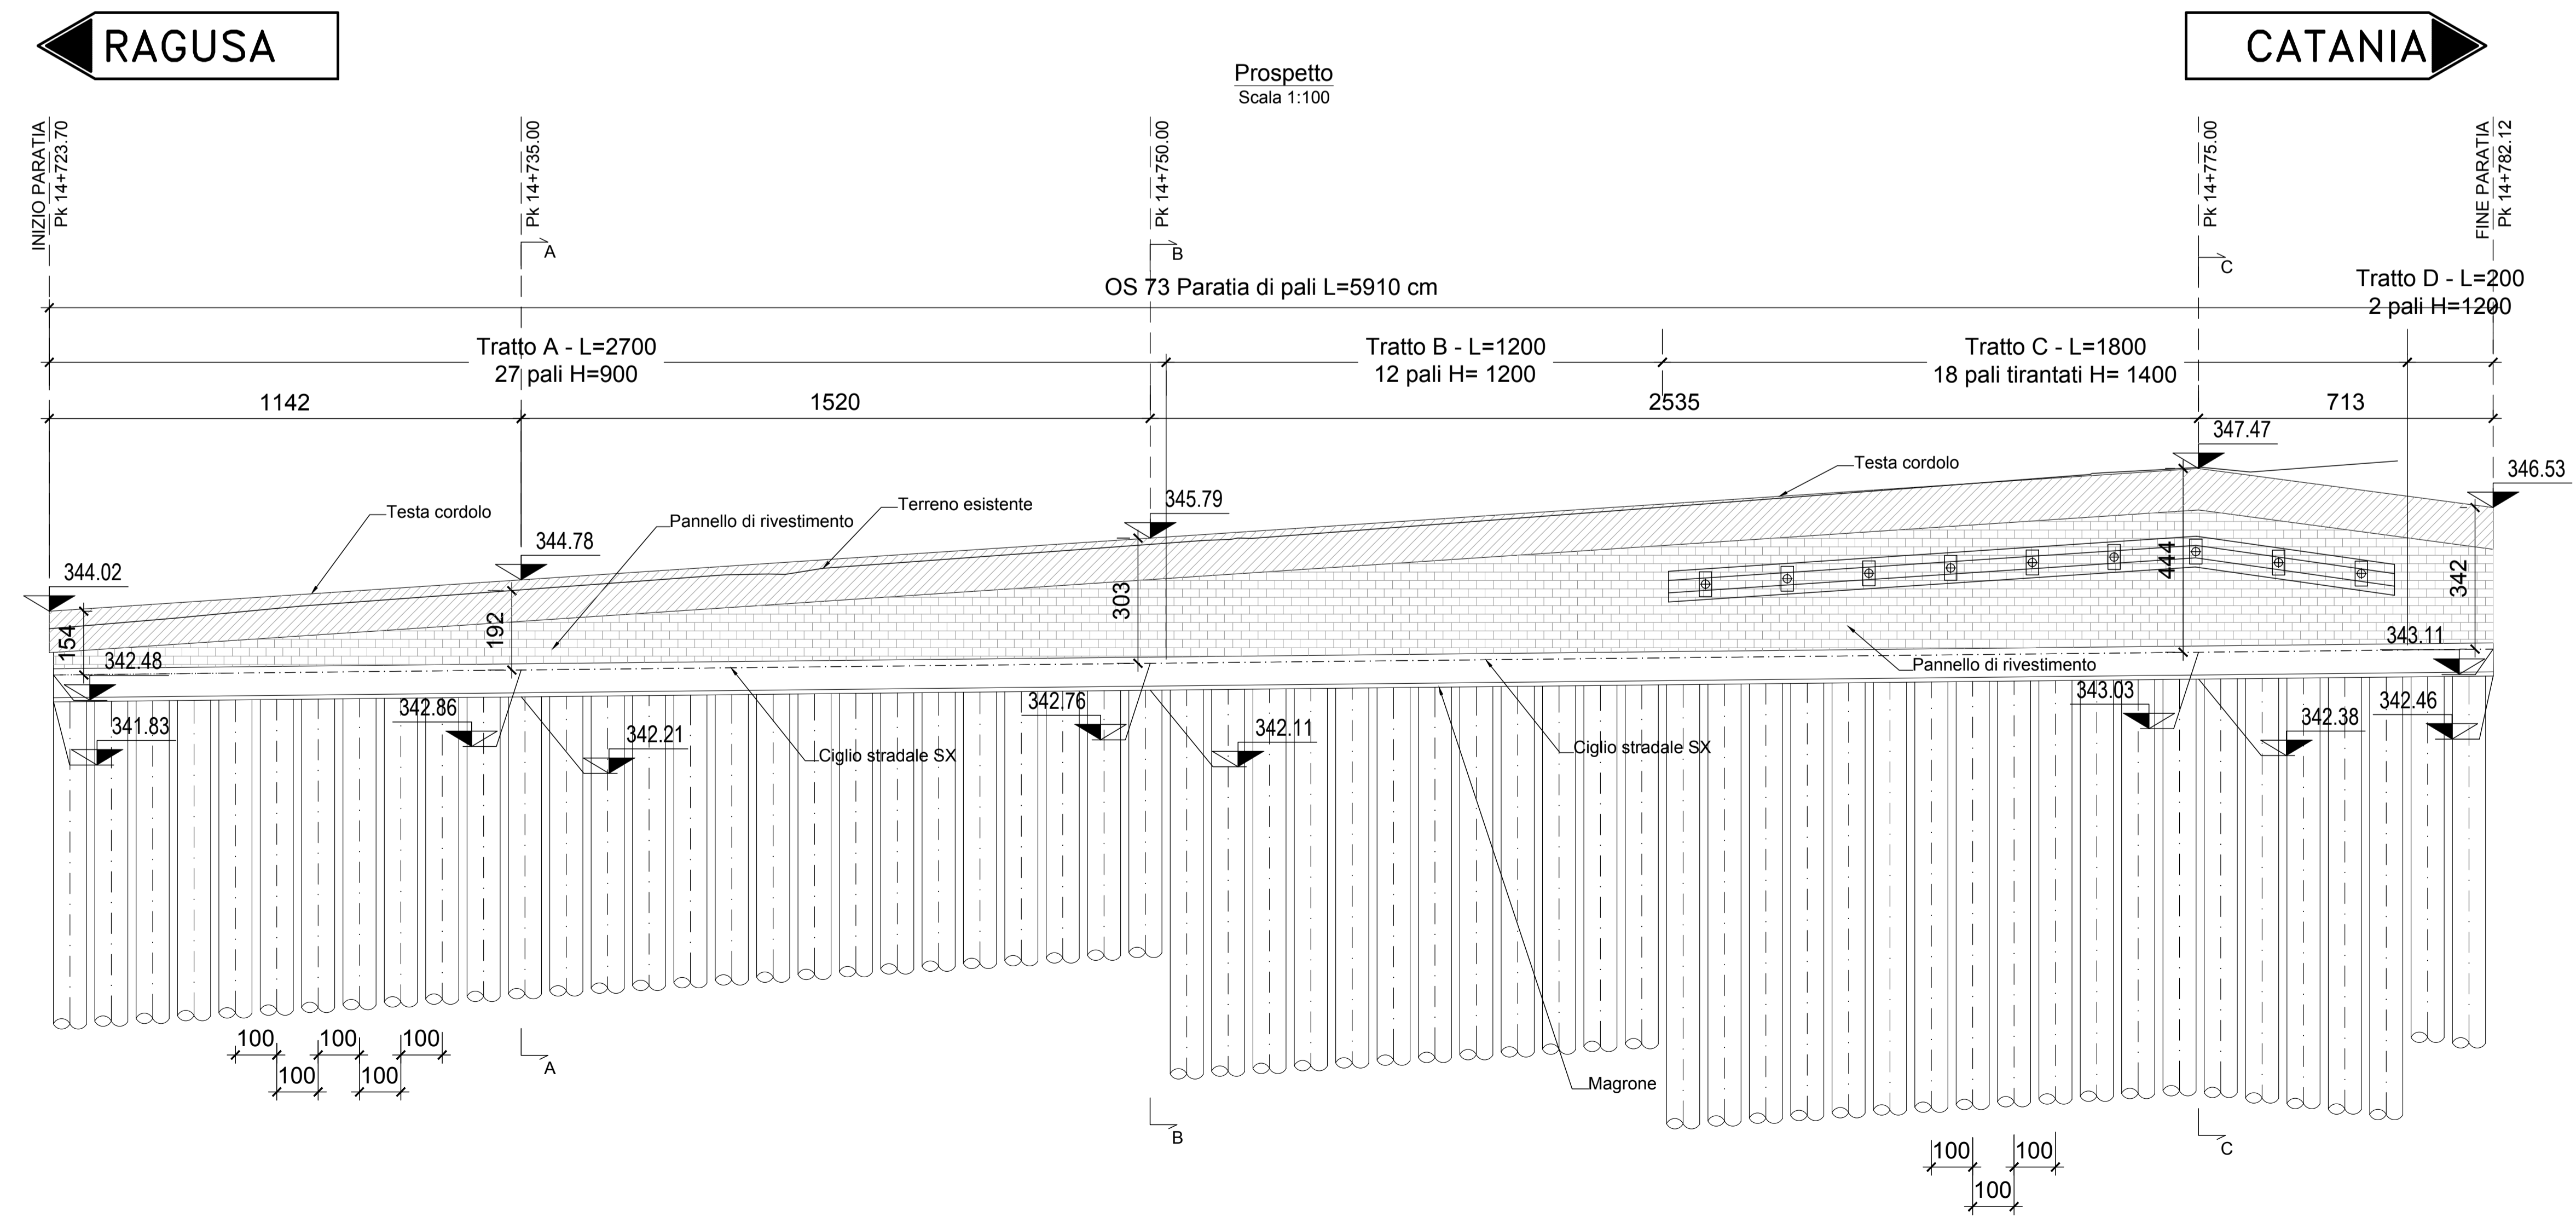 RAGUSA
CATANIA
Prospetto
Scala 1:100
INIZIO PARATIA
Pk 14+723.70
Pk 14+735.00
Pk 14+750.00
Pk 14+775.00
FINE PARATIA
Pk 14+782.12
A
B
C
OS 73 Paratia di pali L=5910 cm
Tratto D - L=200
2 pali H=1200
Tratto A - L=2700
27 pali H=900
Tratto B - L=1200
12 pali H= 1200
Tratto C - L=1800
18 pali tirantati H= 1400
1142
1520
2535
713
347.47
346.53
345.79
344.78
344.02
Testa cordolo
Testa cordolo
Terreno esistente
Pannello di rivestimento
154
192
303
444
342
342.48
343.11
Pannello di rivestimento
341.83
342.86
342.21
342.76
342.11
343.03
342.38
342.46
Ciglio stradale SX
Ciglio stradale SX
100
100
100
100
100
A
Magrone
B
C
100
100
100